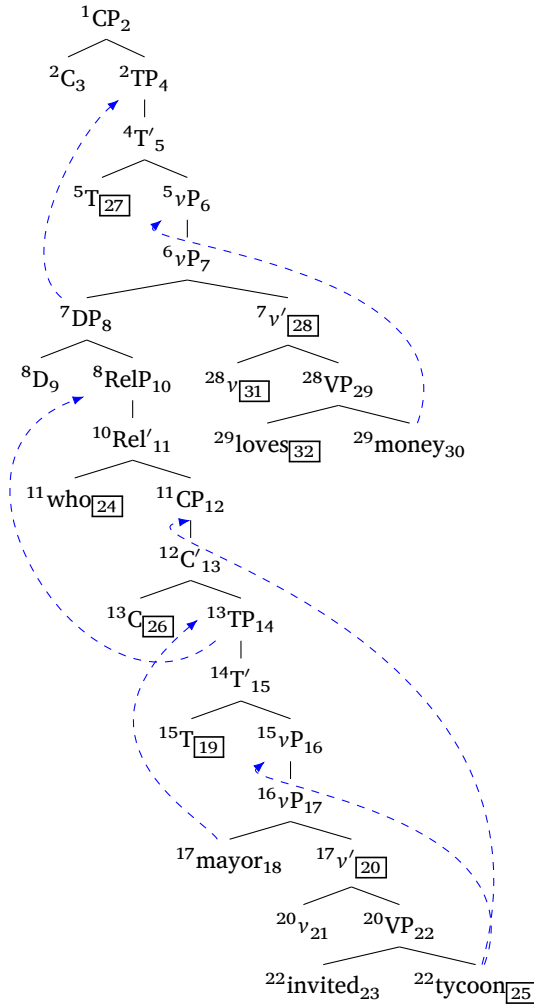 ¹CP₂
²C₃ ²TP₄
⁴T′₅
⁵T₂₇ ⁵vP₆
⁶vP₇
⁷DP₈ ⁷v′₂₈
⁸D₉ ⁸RelP₁₀ ²⁸v₃₁ ²⁸VP₂₉
¹⁰Rel′₁₁ ²⁹loves₃₂ ²⁹money₃₀
¹¹who₂₄ ¹¹CP₁₂
¹²C′₁₃
¹³C₂₆ ¹³TP₁₄
¹⁴T′₁₅
¹⁵T₁₉ ¹⁵vP₁₆
¹⁶vP₁₇
¹⁷mayor₁₈ ¹⁷v′₂₀
²⁰v₂₁ ²⁰VP₂₂
²²invited₂₃ ²²tycoon₂₅